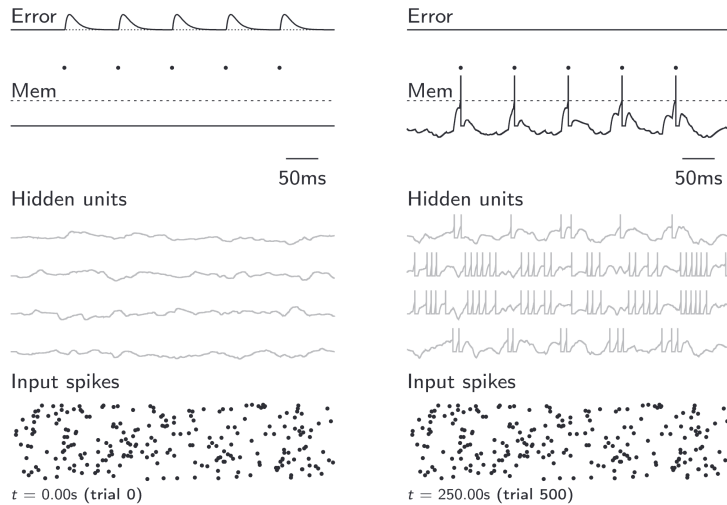 Error
Mem
50ms
Hidden units
Input spikes
t = 0.00s (trial 0)
Error
Mem
50ms
Hidden units
Input spikes
t = 250.00s (trial 500)